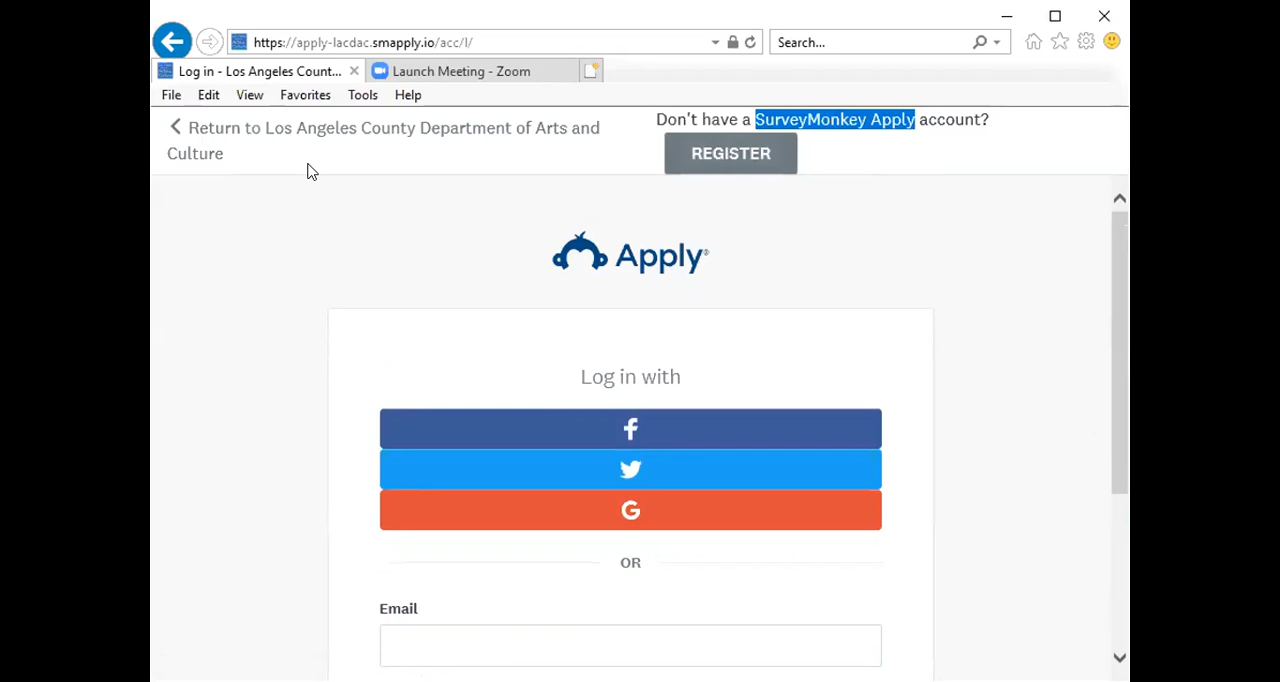 https://apply-lacdac.smapply.io/acc/l/
Search...
Log in - Los Angeles Count...
Launch Meeting - Zoom
File Edit View Favorites Tools Help
Return to Los Angeles County Department of Arts and
Culture
Don't have a SurveyMonkey Apply account?
REGISTER
Apply®
Log in with
OR
Email